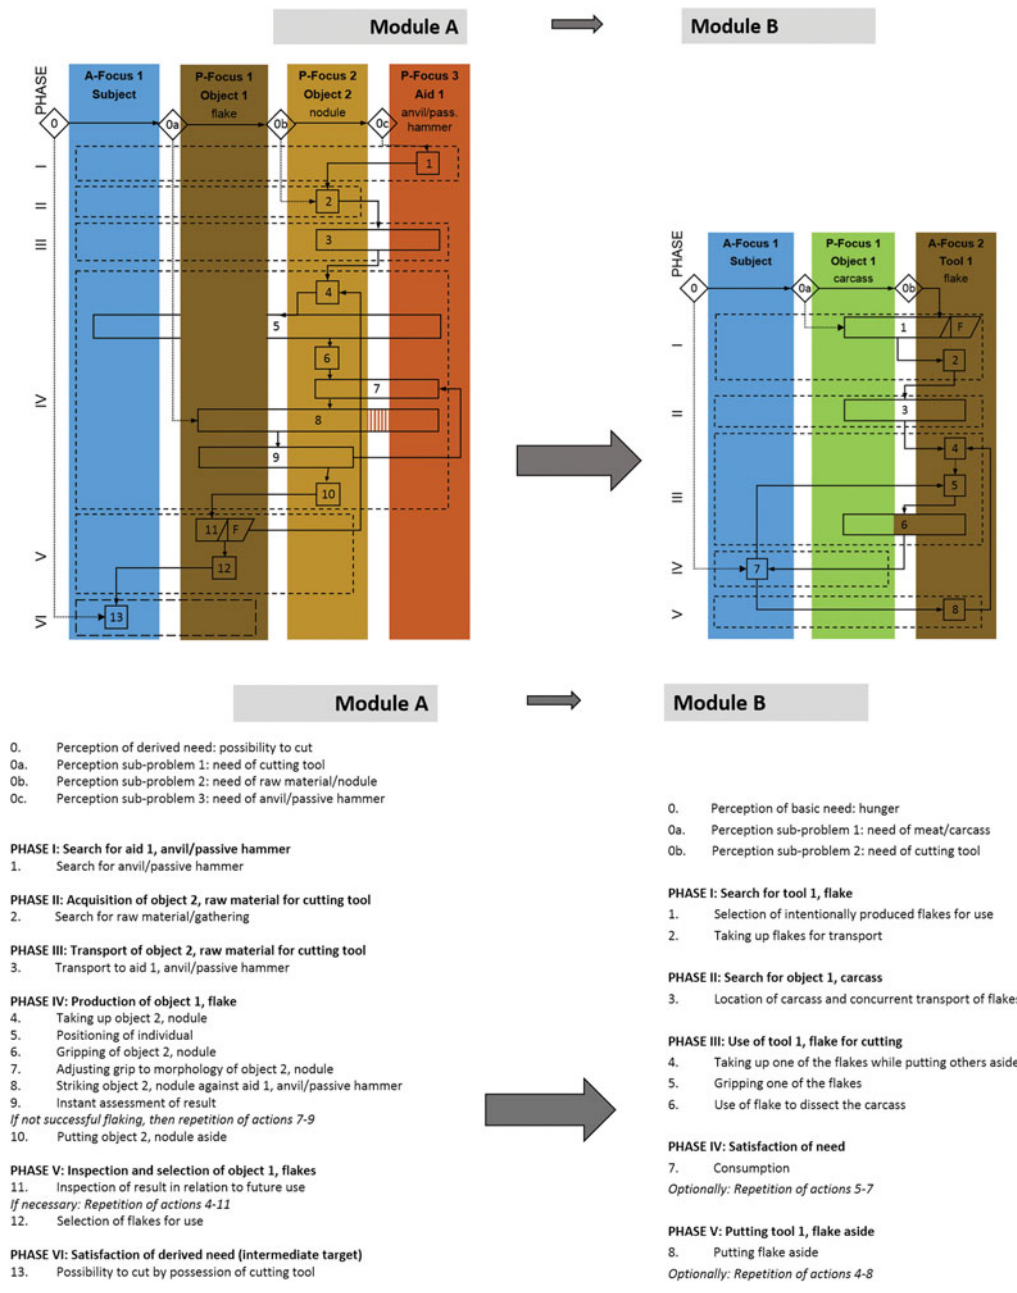 Module A
Module B
PHASE
A-Focus 1
Subject
P-Focus 1
Object 1
flake
P-Focus 2
Object 2
nodule
P-Focus 3
Aid 1
anvil/pass.
hammer
0
0a
0b
0c
I
1
II
2
III
3
4
5
6
IV
7
8
9
10
V
11
F
12
VI
13
PHASE
A-Focus 1
Subject
P-Focus 1
Object 1
carcass
A-Focus 2
Tool 1
flake
0
0a
0b
I
1
F
2
II
3
4
III
5
6
IV
7
V
8
Module A
Module B
0. Perception of derived need: possibility to cut
0a. Perception sub-problem 1: need of cutting tool
0b. Perception sub-problem 2: need of raw material/nodule
0c. Perception sub-problem 3: need of anvil/passive hammer
PHASE I: Search for aid 1, anvil/passive hammer
1. Search for anvil/passive hammer
PHASE II: Acquisition of object 2, raw material for cutting tool
2. Search for raw material/gathering
PHASE III: Transport of object 2, raw material for cutting tool
3. Transport to aid 1, anvil/passive hammer
PHASE IV: Production of object 1, flake
4. Taking up object 2, nodule
5. Positioning of individual
6. Gripping of object 2, nodule
7. Adjusting grip to morphology of object 2, nodule
8. Striking object 2, nodule against aid 1, anvil/passive hammer
9. Instant assessment of result
If not successful flaking, then repetition of actions 7-9
10. Putting object 2, nodule aside
PHASE V: Inspection and selection of object 1, flakes
11. Inspection of result in relation to future use
If necessary: Repetition of actions 4-11
12. Selection of flakes for use
PHASE VI: Satisfaction of derived need (intermediate target)
13. Possibility to cut by possession of cutting tool
0. Perception of basic need: hunger
0a. Perception sub-problem 1: need of meat/carcass
0b. Perception sub-problem 2: need of cutting tool
PHASE I: Search for tool 1, flake
1. Selection of intentionally produced flakes for use
2. Taking up flakes for transport
PHASE II: Search for object 1, carcass
3. Location of carcass and concurrent transport of flakes
PHASE III: Use of tool 1, flake for cutting
4. Taking up one of the flakes while putting others aside
5. Gripping one of the flakes
6. Use of flake to dissect the carcass
PHASE IV: Satisfaction of need
7. Consumption
Optionally: Repetition of actions 5-7
PHASE V: Putting tool 1, flake aside
8. Putting flake aside
Optionally: Repetition of actions 4-8